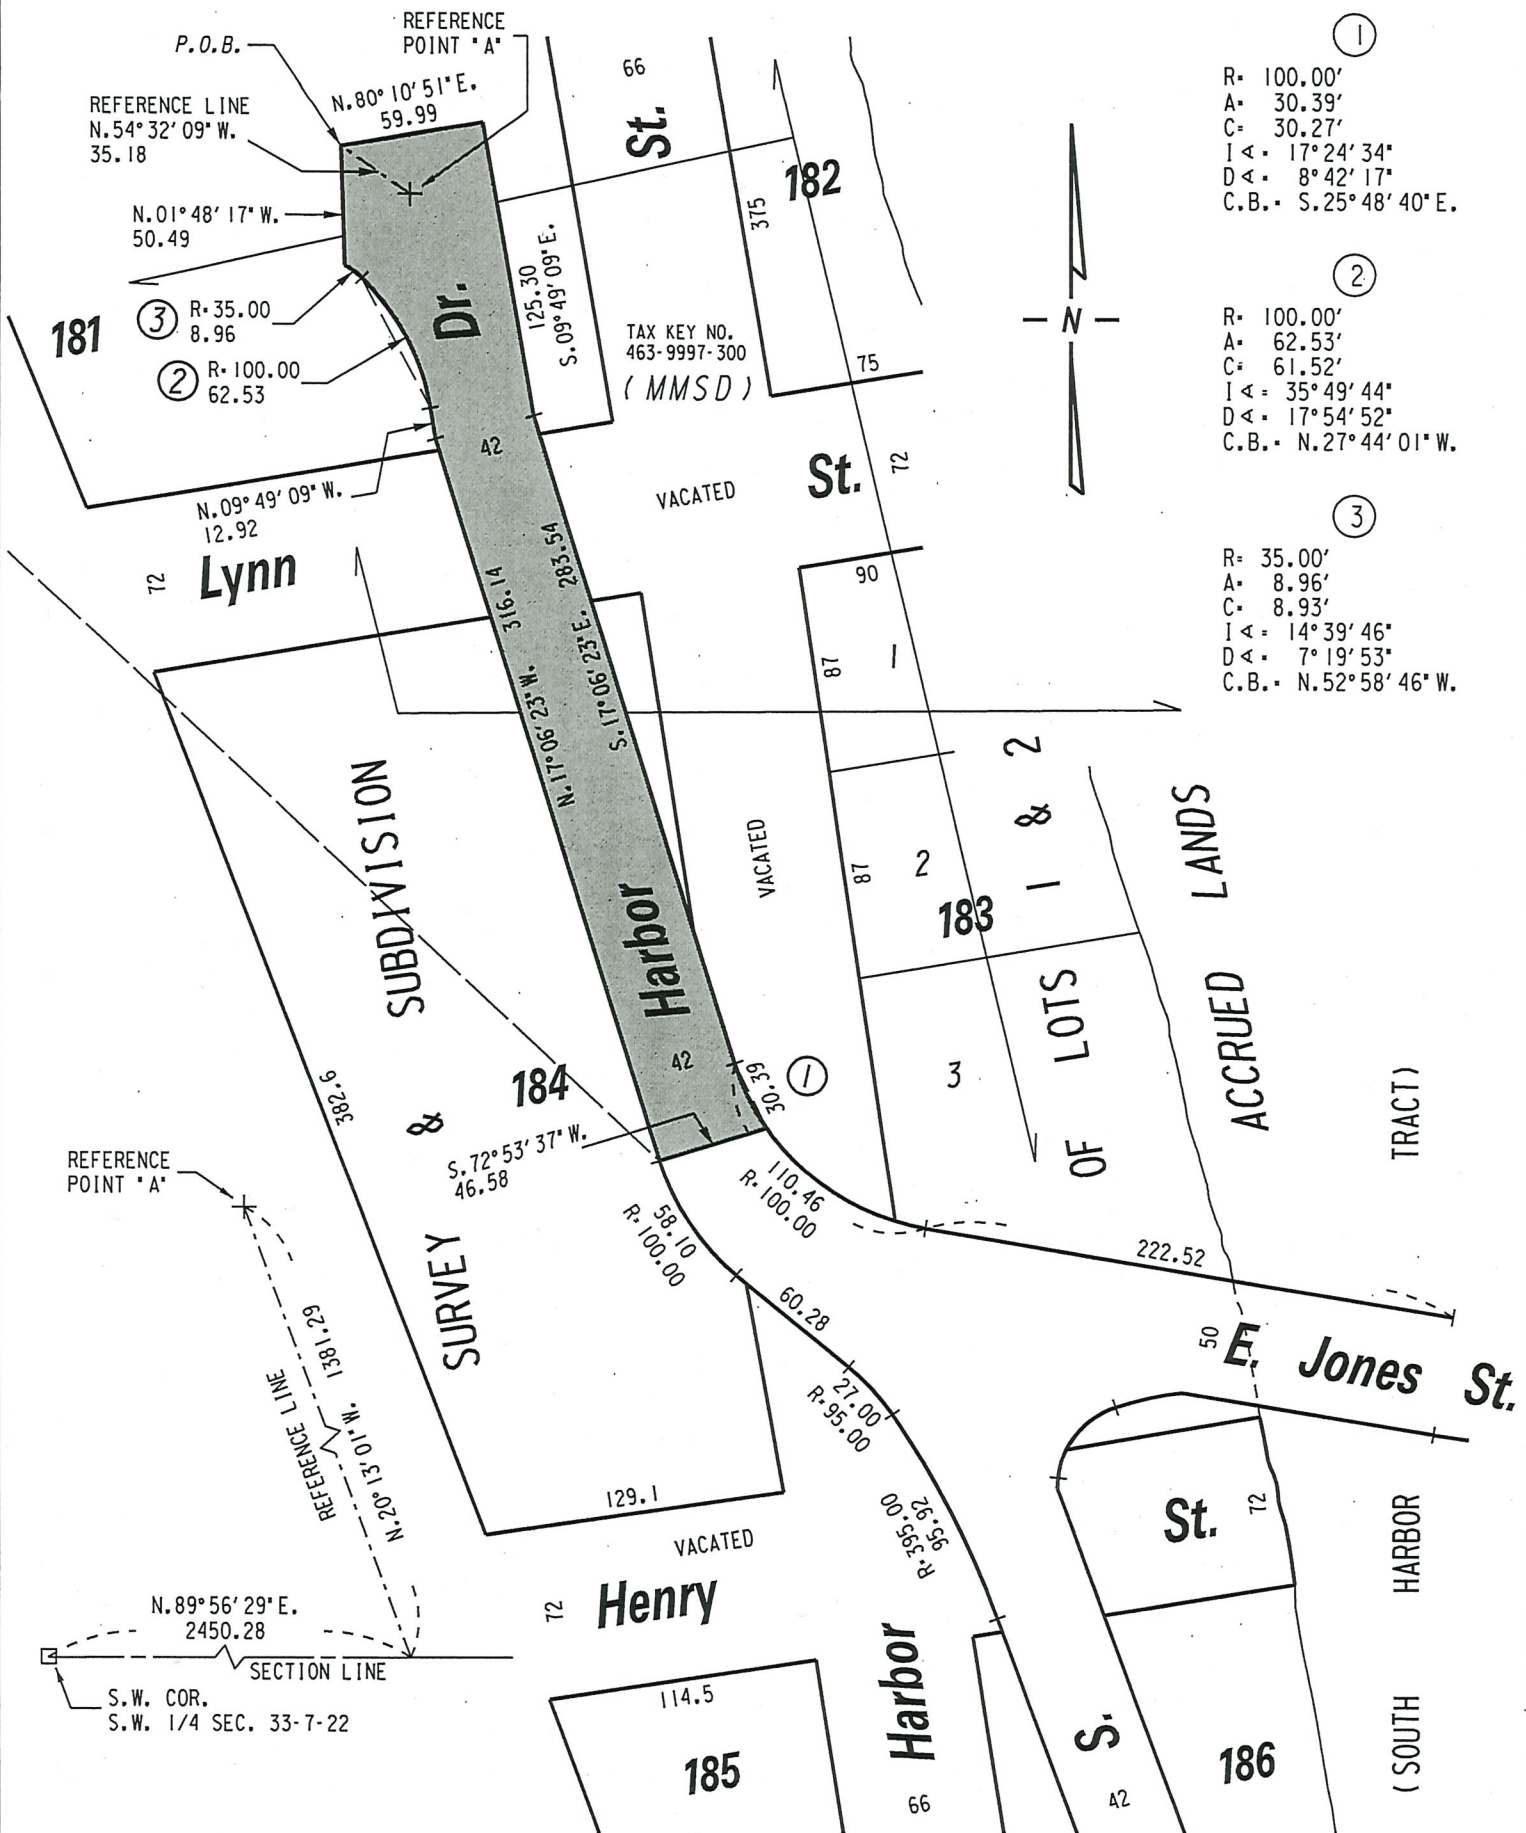 REFERENCE
POINT "A"
P.O.B.
N.80°10'51"E.
59.99
REFERENCE LINE
N.54°32'09"W.
35.18
N.01°48'17"W.
50.49
3
R=35.00
8.96
2
R=100.00
62.53
181
Dr.
125.30
S.09°49'09"E.
66
St.
182
375
TAX KEY NO.
463-9997-300
(MMSD)
75
42
N.09°49'09"W.
12.92
VACATED
St.
72
72
Lynn
90
1
87
316.14
N.17°06'23"W.
283.54
S.17°06'23"E.
N
1
R= 100.00'
A= 30.39'
C= 30.27'
I∢= 17°24'34"
D∢= 8°42'17"
C.B.= S.25°48'40"E.
2
R= 100.00'
A= 62.53'
C= 61.52'
I∢= 35°49'44"
D∢= 17°54'52"
C.B.= N.27°44'01"W.
3
R= 35.00'
A= 8.96'
C= 8.93'
I∢= 14°39'46"
D∢= 7°19'53"
C.B.= N.52°58'46"W.
SURVEY & SUBDIVISION
VACATED
87
2
183
3
OF LOTS 1 & 2
ACCRUED LANDS
Harbor
42
30.39
1
184
382.6
S.72°53'37"W.
46.58
110.46
R=100.00
58.10
R=100.00
60.28
27.00
R=95.00
R=395.00
95.92
222.52
50
E. Jones St.
REFERENCE
POINT "A"
REFERENCE LINE
N.20°13'01"W. 1381.29
129.1
VACATED
72
Henry
St.
72
N.89°56'29"E.
2450.28
SECTION LINE
S.W. COR.
S.W. 1/4 SEC. 33-7-22
114.5
185
Harbor
66
S.
42
186
(SOUTH HARBOR TRACT)